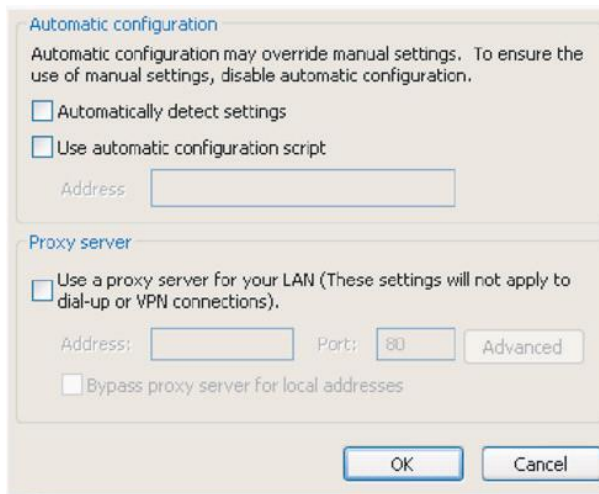 Automatic configuration
Automatic configuration may override manual settings. To ensure the
use of manual settings, disable automatic configuration.
Automatically detect settings
Use automatic configuration script
Address
Proxy server
Use a proxy server for your LAN (These settings will not apply to
dial-up or VPN connections).
Address: Port: 80 Advanced
Bypass proxy server for local addresses
OK Cancel